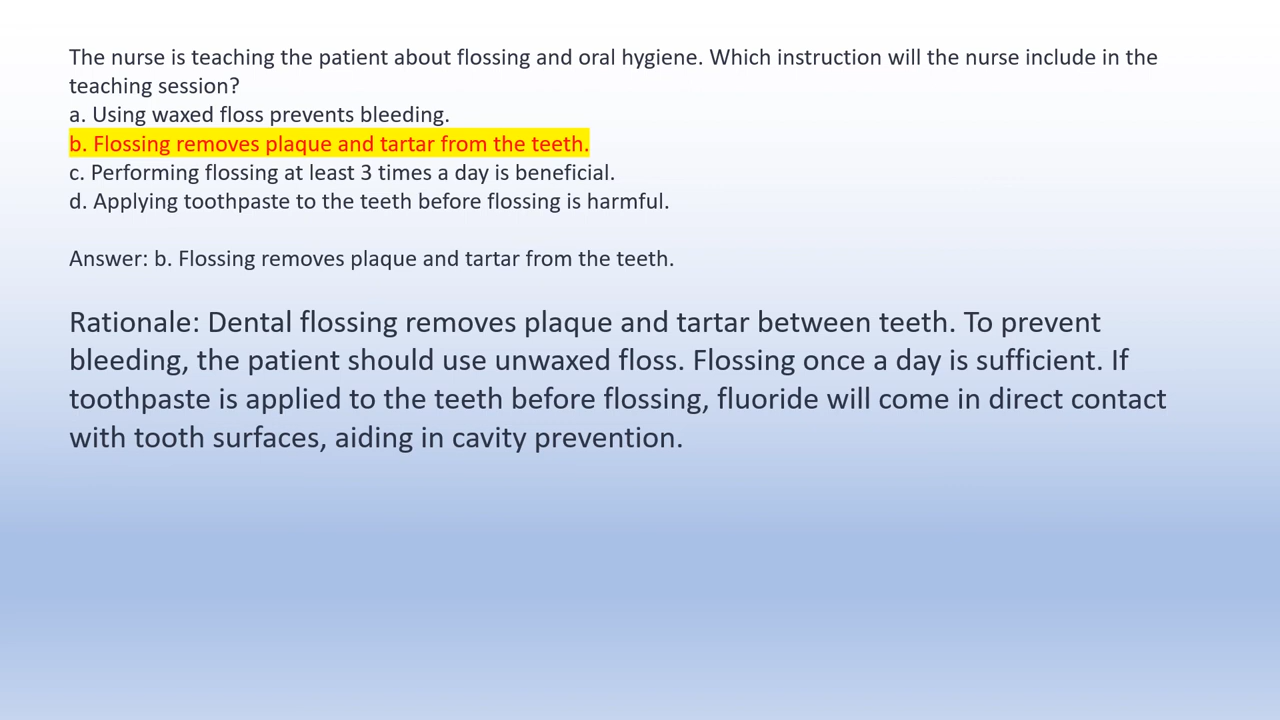 The nurse is teaching the patient about flossing and oral hygiene. Which instruction will the nurse include in the
teaching session?
a. Using waxed floss prevents bleeding.
b. Flossing removes plaque and tartar from the teeth.
c. Performing flossing at least 3 times a day is beneficial.
d. Applying toothpaste to the teeth before flossing is harmful.
Answer: b. Flossing removes plaque and tartar from the teeth.
Rationale: Dental flossing removes plaque and tartar between teeth. To prevent
bleeding, the patient should use unwaxed floss. Flossing once a day is sufficient. If
toothpaste is applied to the teeth before flossing, fluoride will come in direct contact
with tooth surfaces, aiding in cavity prevention.